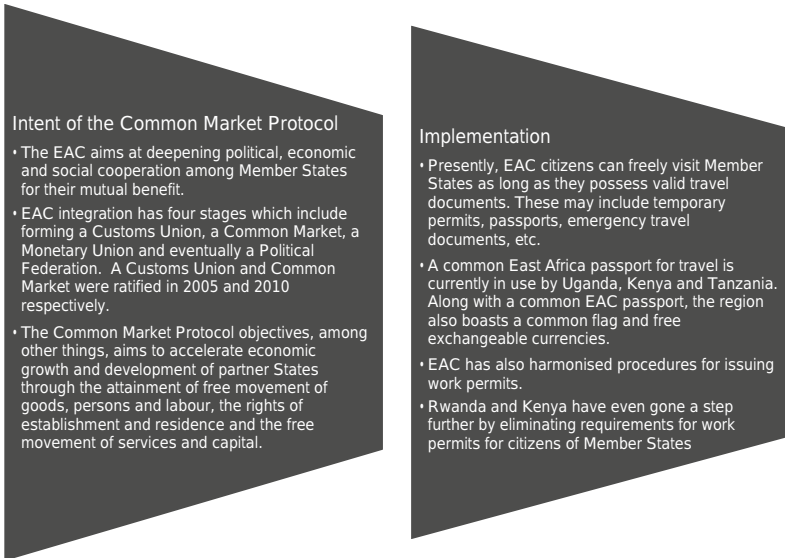 Intent of the Common Market Protocol
• The EAC aims at deepening political, economic
and social cooperation among Member States
for their mutual benefit.
• EAC integration has four stages which include
forming a Customs Union, a Common Market, a
Monetary Union and eventually a Political
Federation.  A Customs Union and Common
Market were ratified in 2005 and 2010
respectively.
• The Common Market Protocol objectives, among
other things, aims to accelerate economic
growth and development of partner States
through the attainment of free movement of
goods, persons and labour, the rights of
establishment and residence and the free
movement of services and capital.
Implementation
• Presently, EAC citizens can freely visit Member
States as long as they possess valid travel
documents. These may include temporary
permits, passports, emergency travel
documents, etc.
• A common East Africa passport for travel is
currently in use by Uganda, Kenya and Tanzania.
Along with a common EAC passport, the region
also boasts a common flag and free
exchangeable currencies.
• EAC has also harmonised procedures for issuing
work permits.
• Rwanda and Kenya have even gone a step
further by eliminating requirements for work
permits for citizens of Member States